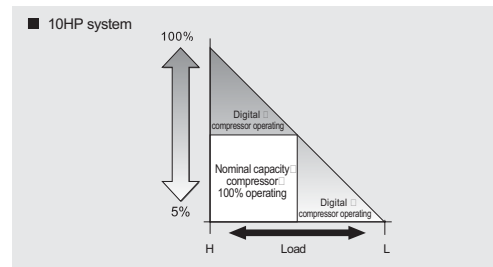 ■ 10HP system
100%
Digital □
compressor operating
Nominal capacity□
compressor□
100% operating
Digital □
compressor operating
5%
H Load L